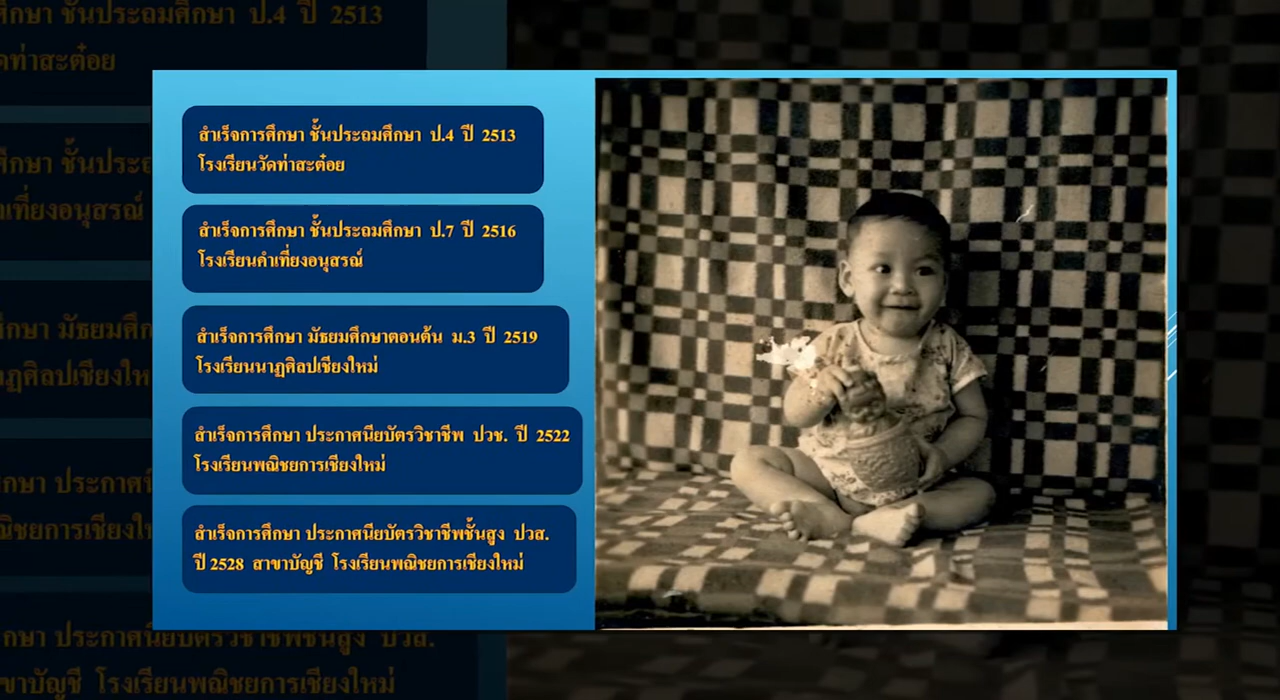 สำเร็จการศึกษา ชั้นประถมศึกษา ป.4 ปี 2513
โรงเรียนวัดท่าสะต๋อย
สำเร็จการศึกษา ชั้นประถมศึกษา ป.7 ปี 2516
โรงเรียนคำเที่ยงอนุสรณ์
สำเร็จการศึกษา มัธยมศึกษาตอนต้น ม.3 ปี 2519
โรงเรียนนาฏศิลปเชียงใหม่
สำเร็จการศึกษา ประกาศนียบัตรวิชาชีพ ปวช. ปี 2522
โรงเรียนพณิชยการเชียงใหม่
สำเร็จการศึกษา ประกาศนียบัตรวิชาชีพชั้นสูง ปวส.
ปี 2528 สาขาบัญชี โรงเรียนพณิชยการเชียงใหม่